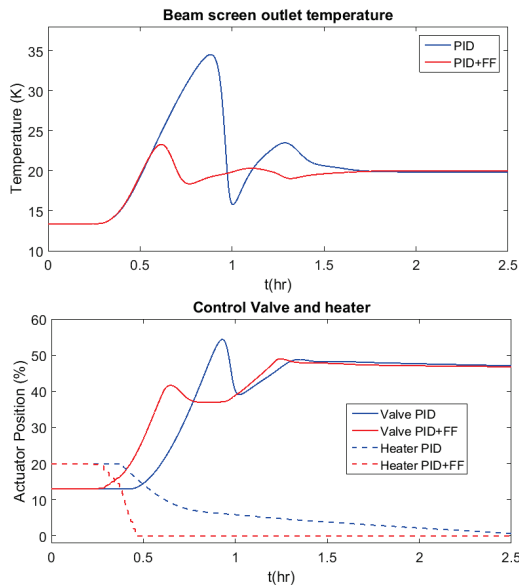 Beam screen outlet temperature
Temperature (K)
35
30
25
20
15
10
PID
PID+FF
0 0.5 1 1.5 2 2.5
t(hr)
Control Valve and heater
Actuator Position (%)
60
50
40
30
20
10
0
Valve PID
Valve PID+FF
Heater PID
Heater PID+FF
0 0.5 1 1.5 2 2.5
t(hr)